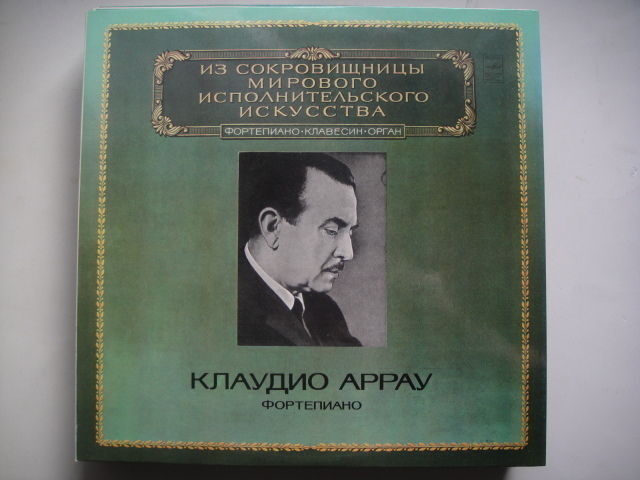 ИЗ СОКРОВИЩНИЦЫ
МИРОВОГО
ИСПОЛНИТЕЛЬСКОГО
ИСКУССТВА
ФОРТЕПИАНО·КЛАВЕСИН·ОРГАН
КЛАУДИО АРРАУ
ФОРТЕПИАНО